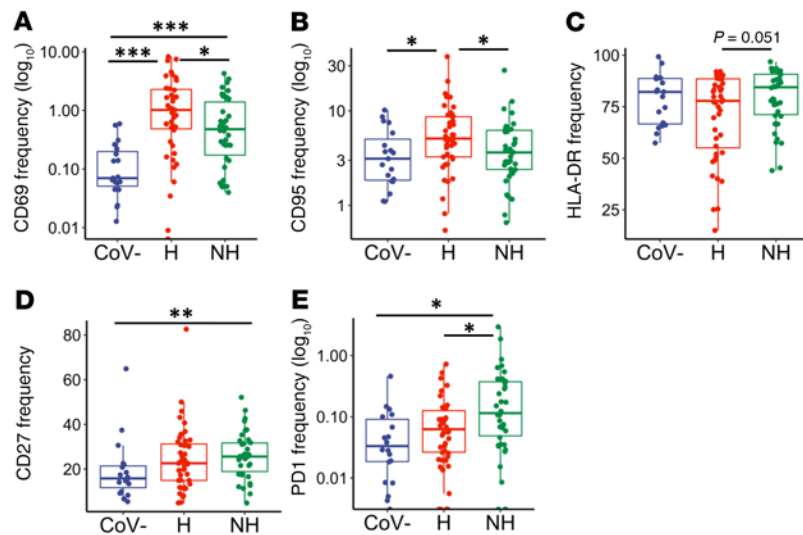 A
CD69 frequency (log10)
10.00
1.00
0.10
0.01
***
***
*
CoV- H NH
B
CD95 frequency (log10)
30
10
3
1
* *
CoV- H NH
C
HLA-DR frequency
100
75
50
25
P = 0.051
CoV- H NH
D
CD27 frequency
80
60
40
20
**
CoV- H NH
E
PD1 frequency (log10)
1.00
0.10
0.01
*
*
CoV- H NH